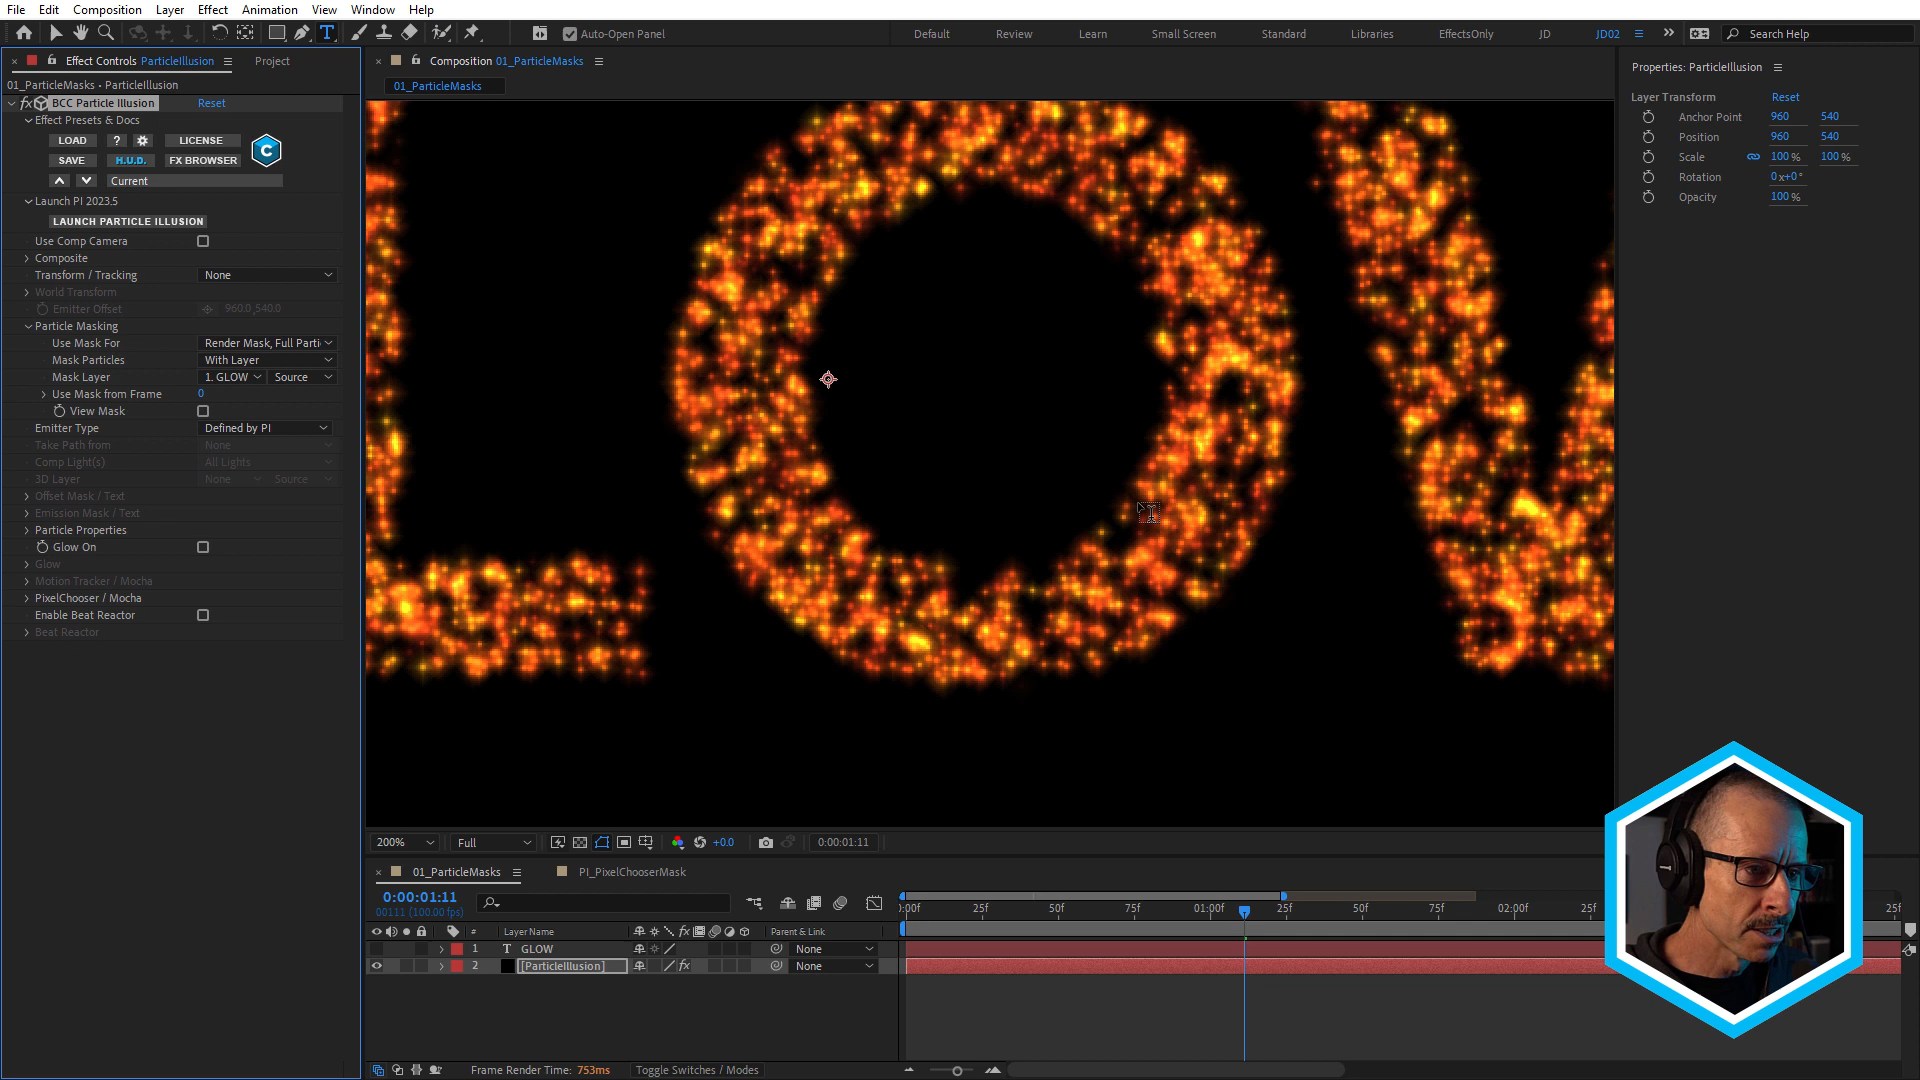 File Edit Composition Layer Effect Animation View Window Help
Auto-Open Panel
Default Review Learn Small Screen Standard Libraries EffectsOnly JD JD02 Search Help
Effect Controls ParticleIllusion Project
01_ParticleMasks • ParticleIllusion
fx BCC Particle Illusion Reset
Effect Presets & Docs
LOAD ? LICENSE
SAVE H.U.D. FX BROWSER
Current
Launch PI 2023.5
LAUNCH PARTICLE ILLUSION
Use Comp Camera
Composite
Transform / Tracking None
World Transform
Emitter Offset 960.0,540.0
Particle Masking
Use Mask For Render Mask, Full Parti
Mask Particles With Layer
Mask Layer 1. GLOW Source
Use Mask from Frame 0
View Mask
Emitter Type Defined by PI
Take Path from None
Comp Light(s) All Lights
3D Layer None Source
Offset Mask / Text
Emission Mask / Text
Particle Properties
Glow On
Glow
Motion Tracker / Mocha
PixelChooser / Mocha
Enable Beat Reactor
Beat Reactor
Composition 01_ParticleMasks
01_ParticleMasks
LOW
200% Full +0.0 0:00:01:11
Properties: ParticleIllusion
Layer Transform Reset
Anchor Point 960 540
Position 960 540
Scale 100% 100%
Rotation 0x+0°
Opacity 100%
01_ParticleMasks PI_PixelChooserMask
0:00:01:11
00111 (100.00 fps)
:00f 25f 50f 75f 01:00f 25f 50f 75f 02:00f 25f 25f
# Layer Name fx Parent & Link
1 T GLOW None
2 [ParticleIllusion] fx None
Frame Render Time: 753ms Toggle Switches / Modes